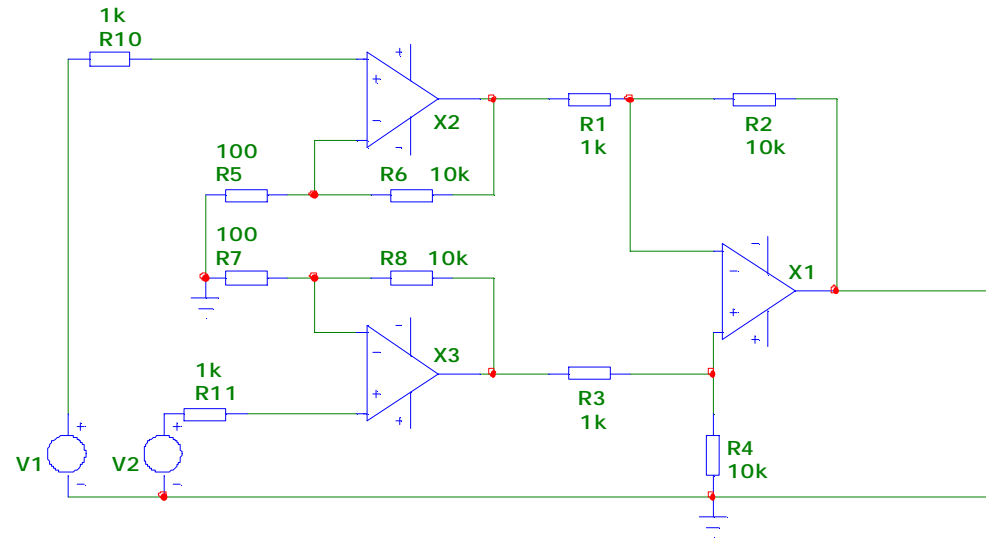 1k
R10
+
+
−
−
X2
R1
1k
R2
10k
100
R5
R6 10k
100
R7
R8 10k
−
−
+
+
X3
−
−
+
+
X1
1k
R11
R3
1k
+
V1
−
+
V2
−
R4
10k